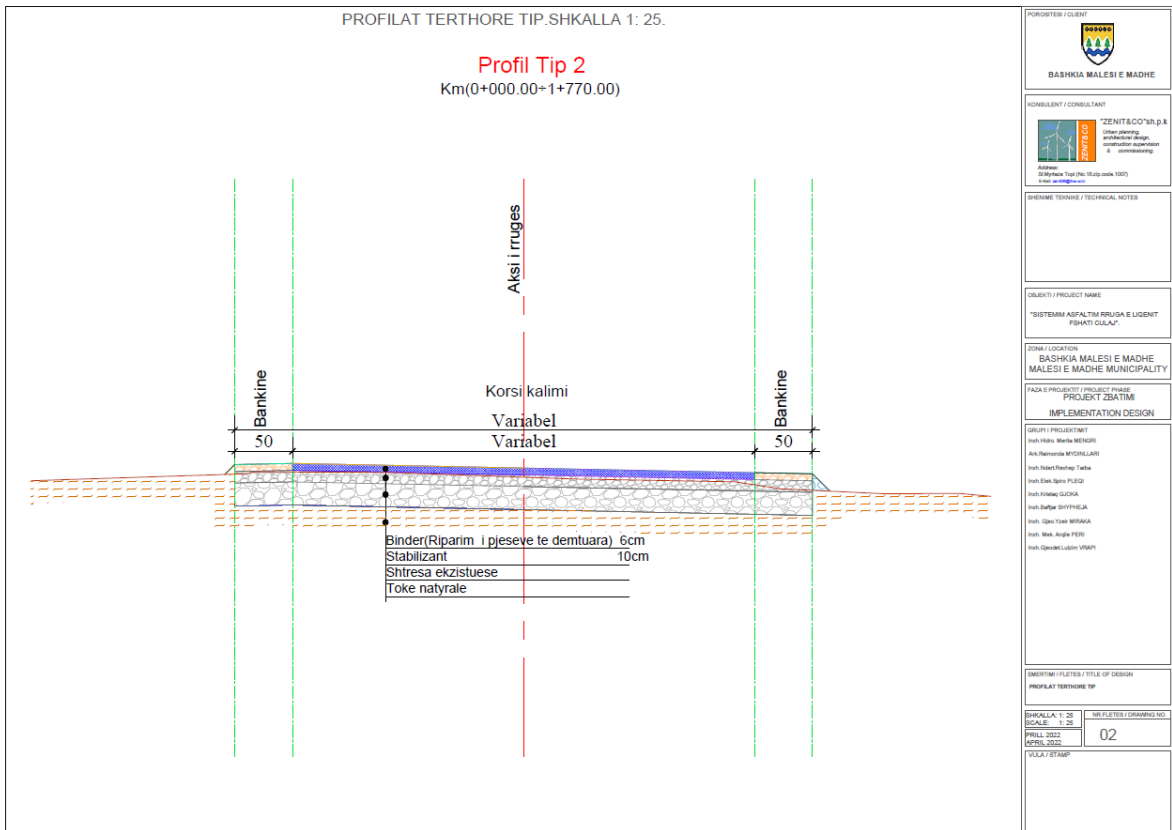 PROFILAT TERTHORE TIP.SHKALLA 1: 25.
Profil Tip 2
Km(0+000.00÷1+770.00)
Aksi i rruges
Bankine
Korsi kalimi
Bankine
Variabel
50
Variabel
50
Binder(Riparim i pjeseve te demtuara) 6cm
Stabilizant 10cm
Shtresa ekzistuese
Toke natyrale
POROSITESI / CLIENT
BASHKIA MALESI E MADHE
KONSULENT / CONSULTANT
ZENIT&CO
"ZENIT&CO"sh.p.k
Urban planning,
architectural design,
construction supervision
& commissioning.
Address:
SHENIME TEKNIKE / TECHNICAL NOTES
OBJEKTI / PROJECT NAME
"SISTEMIM ASFALTIM RRUGA E LIQENIT
FSHATI CULAJ".
ZONA / LOCATION
BASHKIA MALESI E MADHE
MALESI E MADHE MUNICIPALITY
FAZA E PROJEKTIT / PROJECT PHASE
PROJEKT ZBATIMI
IMPLEMENTATION DESIGN
GRUPI I PROJEKTIMIT
Inxh.Hidro. Merita MENGRI
Ark.Raimonda MYDINLLARI
Inxh.Ndert.Rexhep Tarba
Inxh.Elek.Spiro PLEQI
Inxh.Kristaq GJOKA
Inxh.Baftjar SHYPHEJA
Inxh. Gjeo.Yzeir MIRAKA
Inxh. Mek. Anjlie PERI
Inxh.Gjeodet.Lulzim VRAPI
EMERTIMI I FLETES / TITLE OF DESIGN
PROFILAT TERTHORE TIP
SHKALLA: 1: 25
SCALE: 1: 25
NR.FLETES / DRAWING NO.
PRILL 2022
APRIL 2022
02
VULA / STAMP